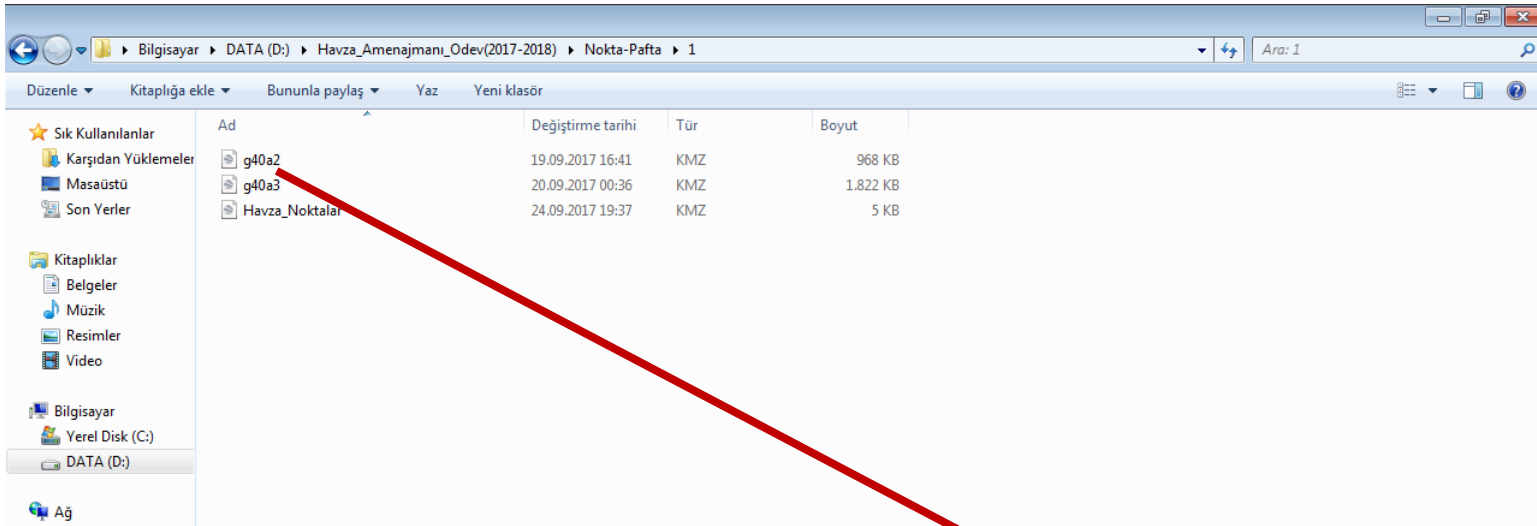 Bilgisayar ▸ DATA (D:) ▸ Havza_Amenajmanı_Odev(2017-2018) ▸ Nokta-Pafta ▸ 1
Ara: 1
Düzenle Kitaplığa ekle Bununla paylaş Yaz Yeni klasör
Ad Değiştirme tarihi Tür Boyut
g40a2 19.09.2017 16:41 KMZ 968 KB
g40a3 20.09.2017 00:36 KMZ 1.822 KB
Havza_Noktalar 24.09.2017 19:37 KMZ 5 KB
Sık Kullanılanlar
Karşıdan Yüklemeler
Masaüstü
Son Yerler
Kitaplıklar
Belgeler
Müzik
Resimler
Video
Bilgisayar
Yerel Disk (C:)
DATA (D:)
Ağ